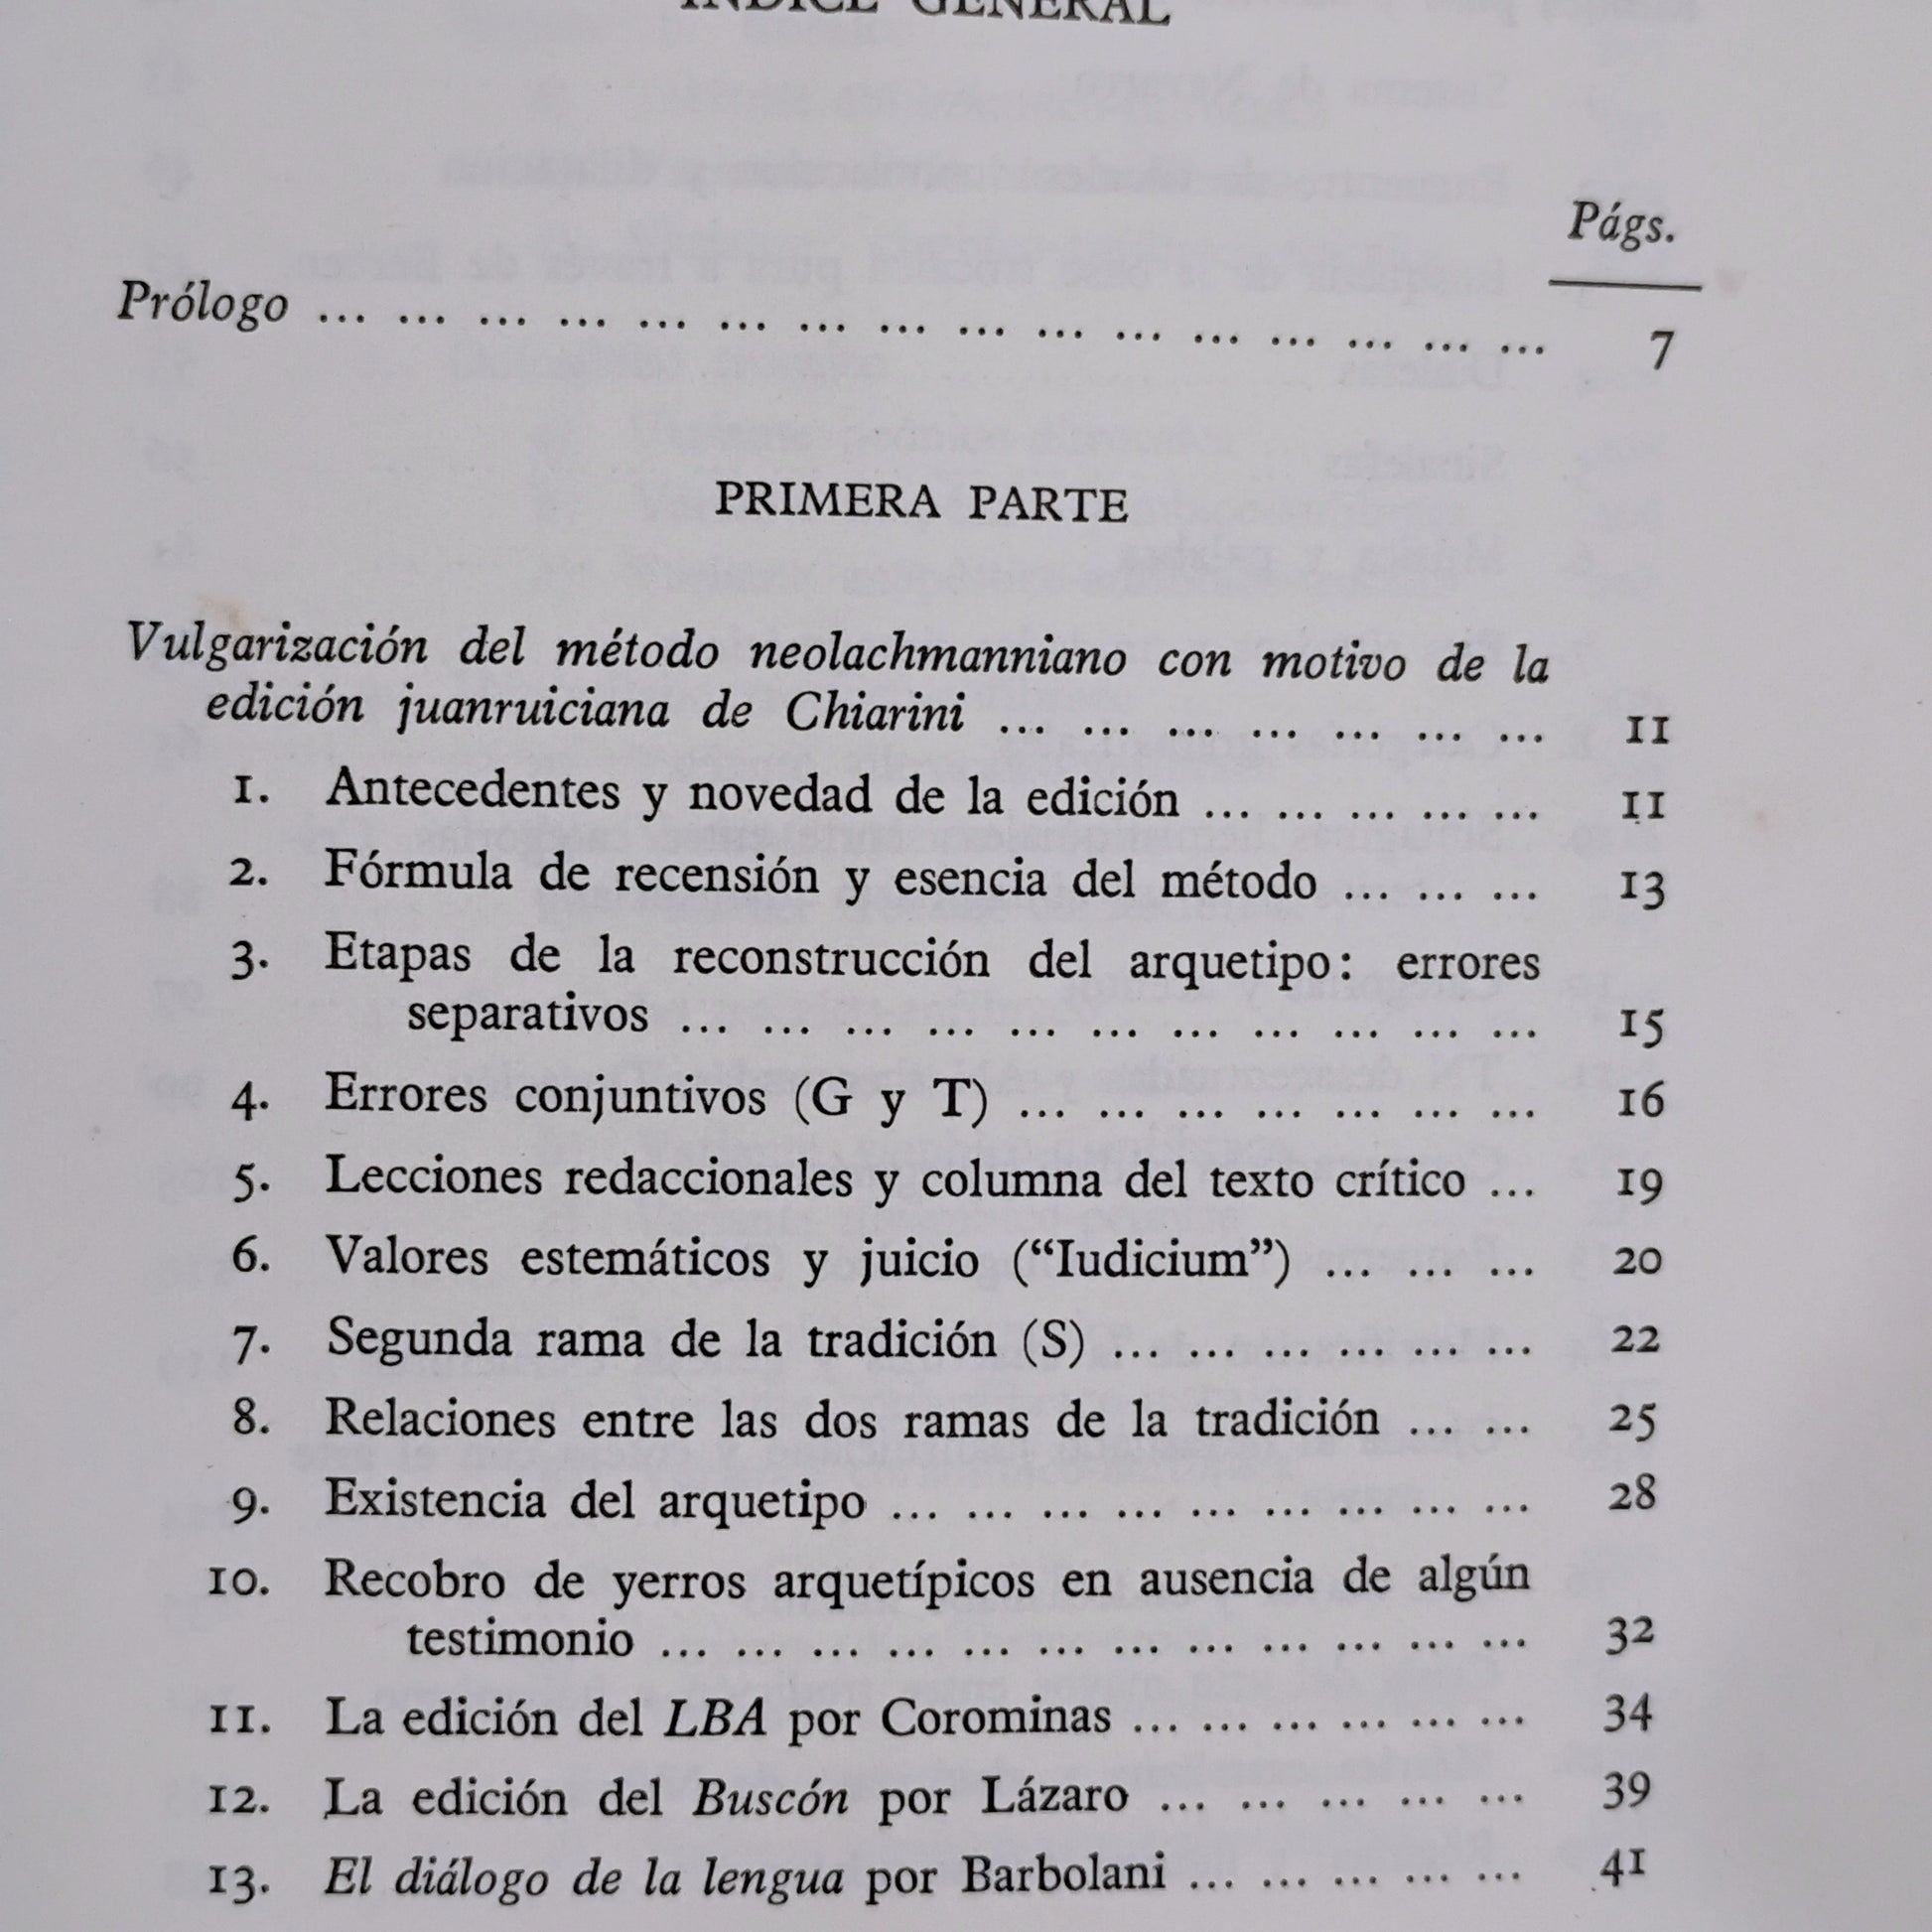 ÍNDICE GENERAL
Págs.
Prólogo ... ... ... ... ... ... ... ... ... ... ... ... ... ... ... ... 7
PRIMERA PARTE
Vulgarización del método neolachmanniano con motivo de la
edición juanruiciana de Chiarini ... ... ... ... ... ... ... 11
1. Antecedentes y novedad de la edición ... ... ... ... ... 11
2. Fórmula de recensión y esencia del método ... ... ... 13
3. Etapas de la reconstrucción del arquetipo: errores
separativos ... ... ... ... ... ... ... ... ... ... ... 15
4. Errores conjuntivos (G y T) ... ... ... ... ... ... ... 16
5. Lecciones redaccionales y columna del texto crítico ... 19
6. Valores estemáticos y juicio (“Iudicium”) ... ... ... 20
7. Segunda rama de la tradición (S) ... ... ... ... ... ... 22
8. Relaciones entre las dos ramas de la tradición ... ... 25
9. Existencia del arquetipo ... ... ... ... ... ... ... ... ... 28
10. Recobro de yerros arquetípicos en ausencia de algún
testimonio ... ... ... ... ... ... ... ... ... ... ... ... 32
11. La edición del LBA por Corominas ... ... ... ... ... ... 34
12. La edición del Buscón por Lázaro ... ... ... ... ... 39
13. El diálogo de la lengua por Barbolani ... ... ... ... ... 41